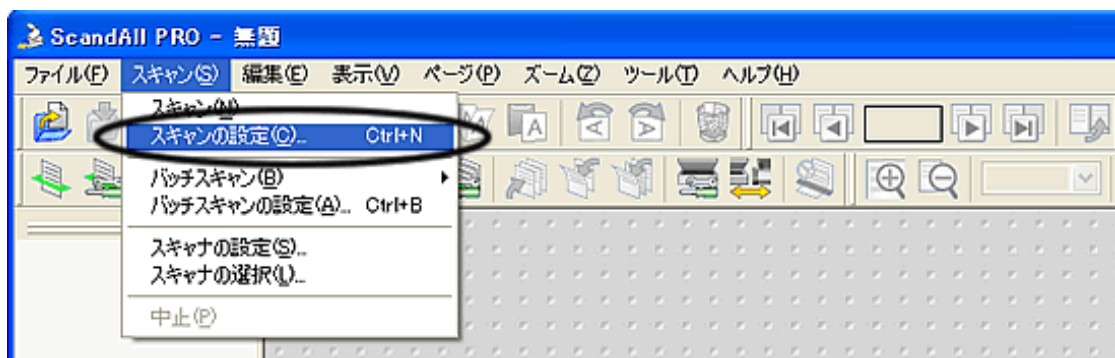 ScandAll PRO - 無題
ファイル(F) スキャン(S) 編集(E) 表示(V) ページ(P) ズーム(Z) ツール(T) ヘルプ(H)
スキャン(N)
スキャンの設定(C)... Ctrl+N
バッチスキャン(B)
バッチスキャンの設定(A)... Ctrl+B
スキャナの設定(S)...
スキャナの選択(L)...
中止(P)